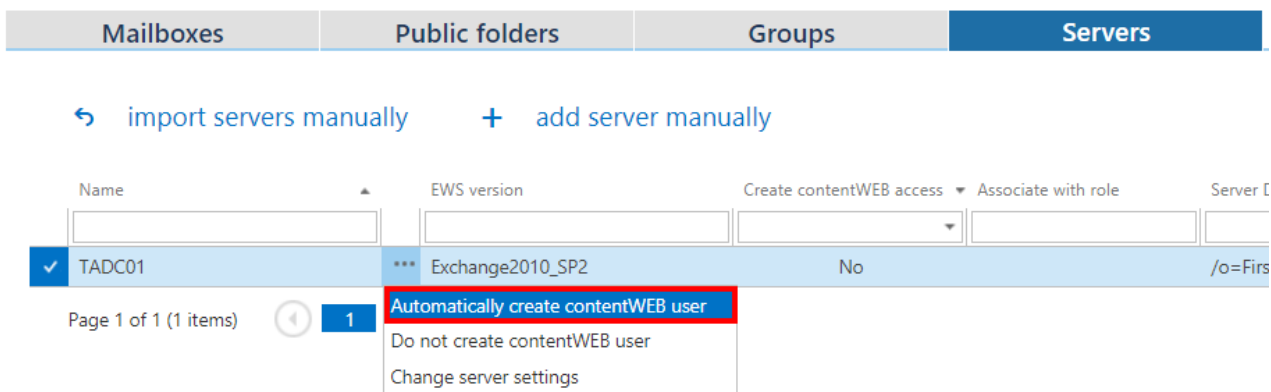 Mailboxes Public folders Groups Servers
import servers manually + add server manually
Name EWS version Create contentWEB access Associate with role Server D
TADC01 ••• Exchange2010_SP2 No /o=Firs
Automatically create contentWEB user
Page 1 of 1 (1 items) 1
Do not create contentWEB user
Change server settings